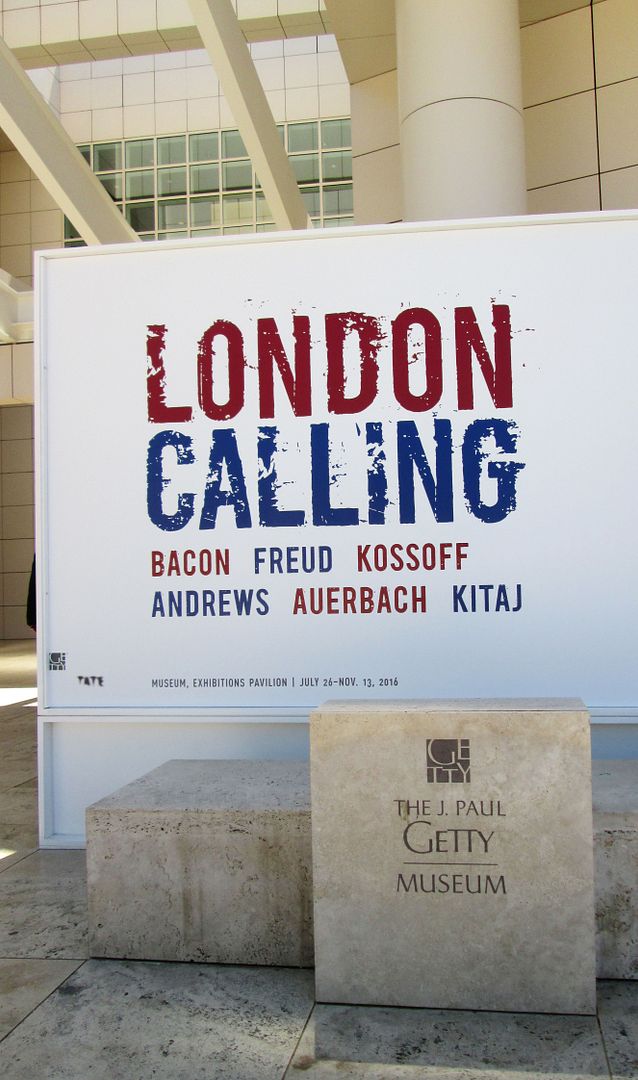 LONDON
CALLING
BACON FREUD KOSSOFF
ANDREWS AUERBACH KITAJ
GETTY
TATE
MUSEUM, EXHIBITIONS PAVILION | JULY 26–NOV. 13, 2016
GETTY
THE J. PAUL
GETTY
MUSEUM